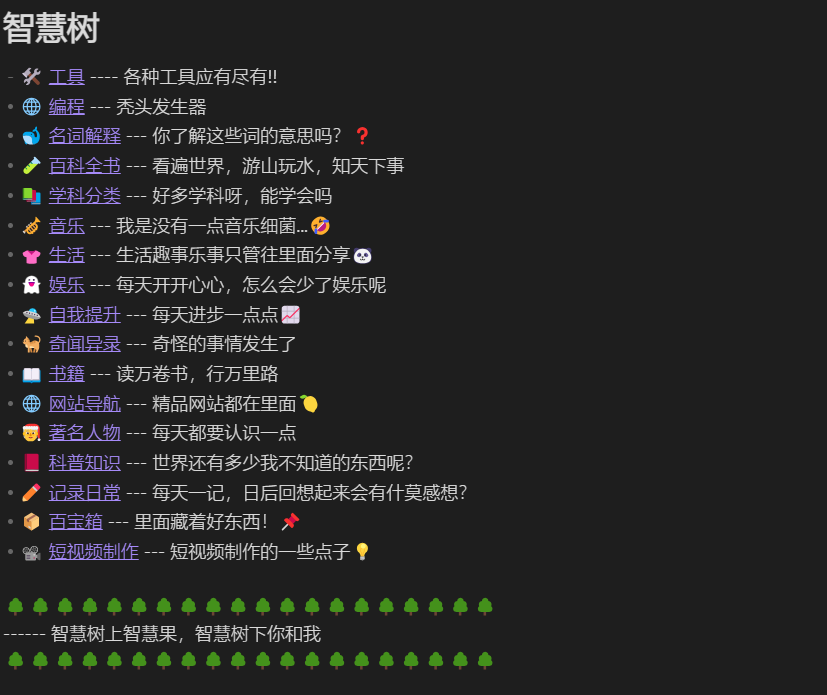 智慧树
- 🛠 工具 ---- 各种工具应有尽有!!
• 🌐 编程 --- 秃头发生器
• 🐳 名词解释 --- 你了解这些词的意思吗？❓
• 🧪 百科全书 --- 看遍世界，游山玩水，知天下事
• 📚 学科分类 --- 好多学科呀，能学会吗
• 🎺 音乐 --- 我是没有一点音乐细菌...🤣
• 👚 生活 --- 生活趣事乐事只管往里面分享🐼
• 👻 娱乐 --- 每天开开心心，怎么会少了娱乐呢
• 🛸 自我提升 --- 每天进步一点点📈
• 🐈 奇闻异录 --- 奇怪的事情发生了
• 📖 书籍 --- 读万卷书，行万里路
• 🌐 网站导航 --- 精品网站都在里面🍋
• 🎅 著名人物 --- 每天都要认识一点
• 📕 科普知识 --- 世界还有多少我不知道的东西呢？
• ✏️ 记录日常 --- 每天一记，日后回想起来会有什莫感想？
• 📦 百宝箱 --- 里面藏着好东西！📌
• 📽 短视频制作 --- 短视频制作的一些点子💡
🌳🌳🌳🌳🌳🌳🌳🌳🌳🌳🌳🌳🌳🌳🌳🌳🌳🌳🌳🌳
------ 智慧树上智慧果，智慧树下你和我
🌳🌳🌳🌳🌳🌳🌳🌳🌳🌳🌳🌳🌳🌳🌳🌳🌳🌳🌳🌳